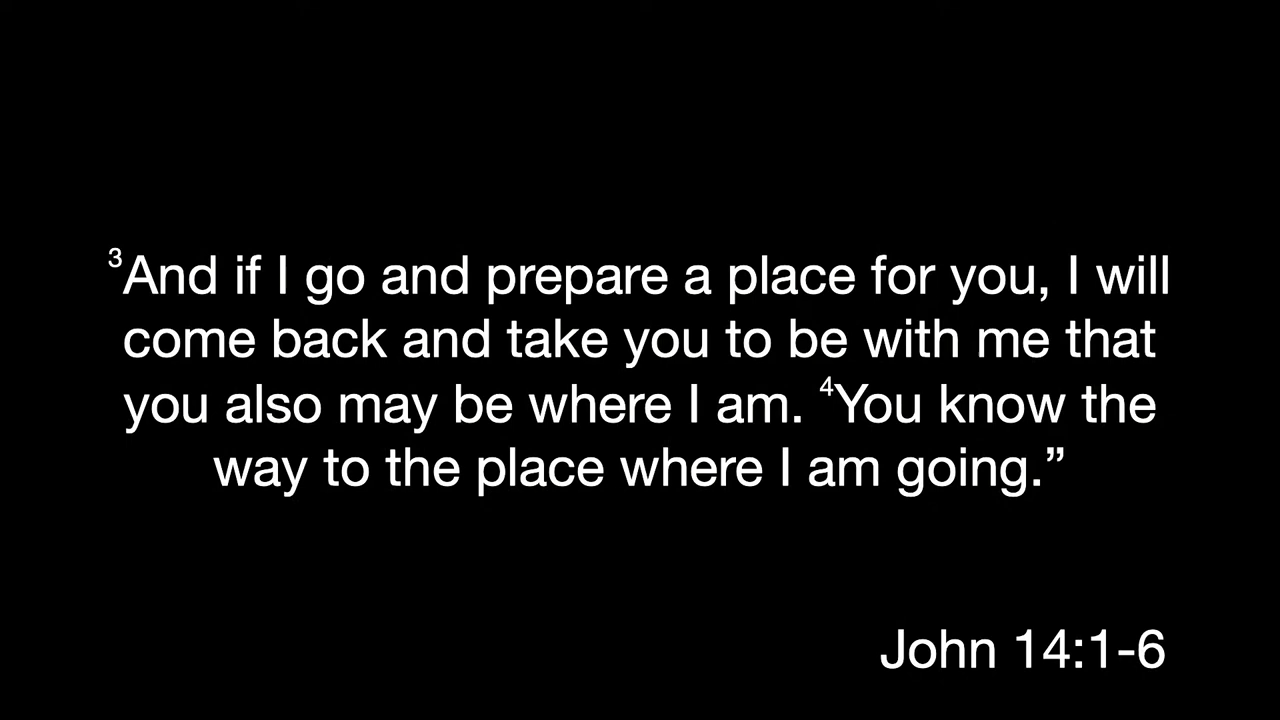 ³And if I go and prepare a place for you, I will
come back and take you to be with me that
you also may be where I am. ⁴You know the
way to the place where I am going.”
John 14:1-6